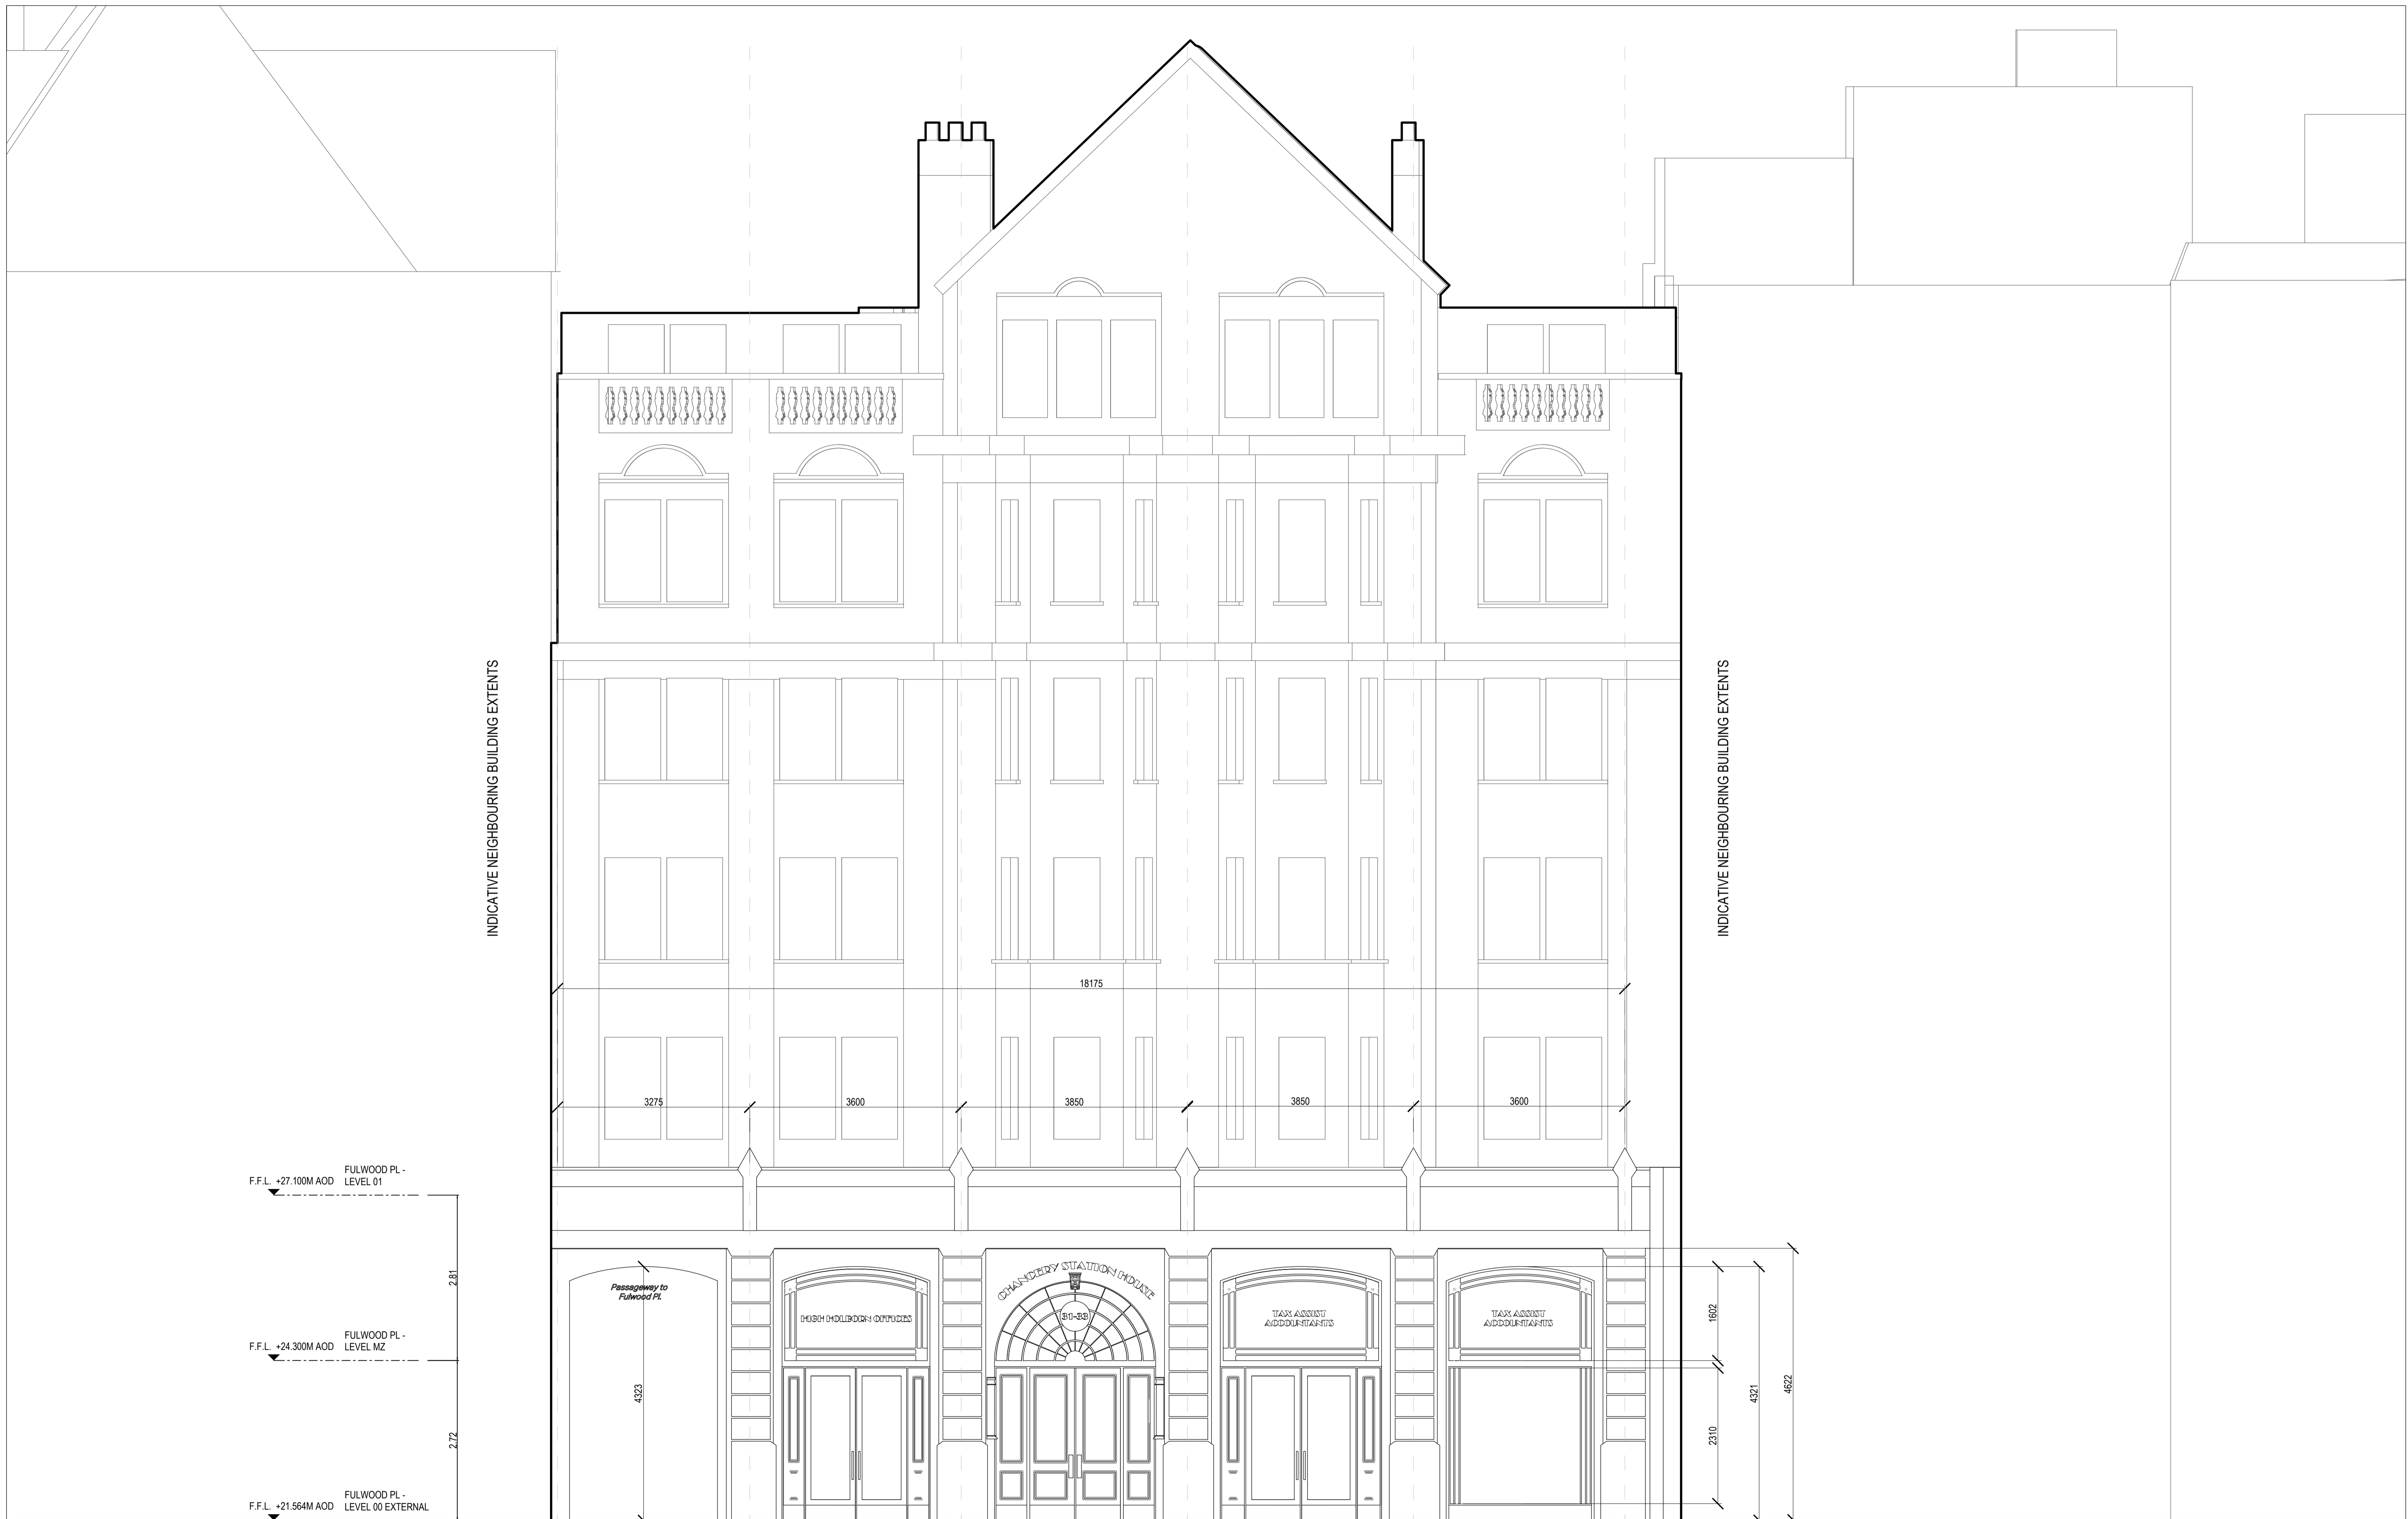 INDICATIVE NEIGHBOURING BUILDING EXTENTS
INDICATIVE NEIGHBOURING BUILDING EXTENTS
18175
3275
3600
3850
3850
3600
FULWOOD PL -
F.F.L. +27.100M AOD LEVEL 01
2.81
FULWOOD PL -
F.F.L. +24.300M AOD LEVEL MZ
2.72
FULWOOD PL -
F.F.L. +21.564M AOD LEVEL 00 EXTERNAL
Passageway to
Fulwood Pl.
4323
HIGH HOLBORN OFFICES
CHANCERY STATION HOUSE
31-33
TAX ASSIST
ACCOUNTANTS
TAX ASSIST
ACCOUNTANTS
1602
2310
4321
4622